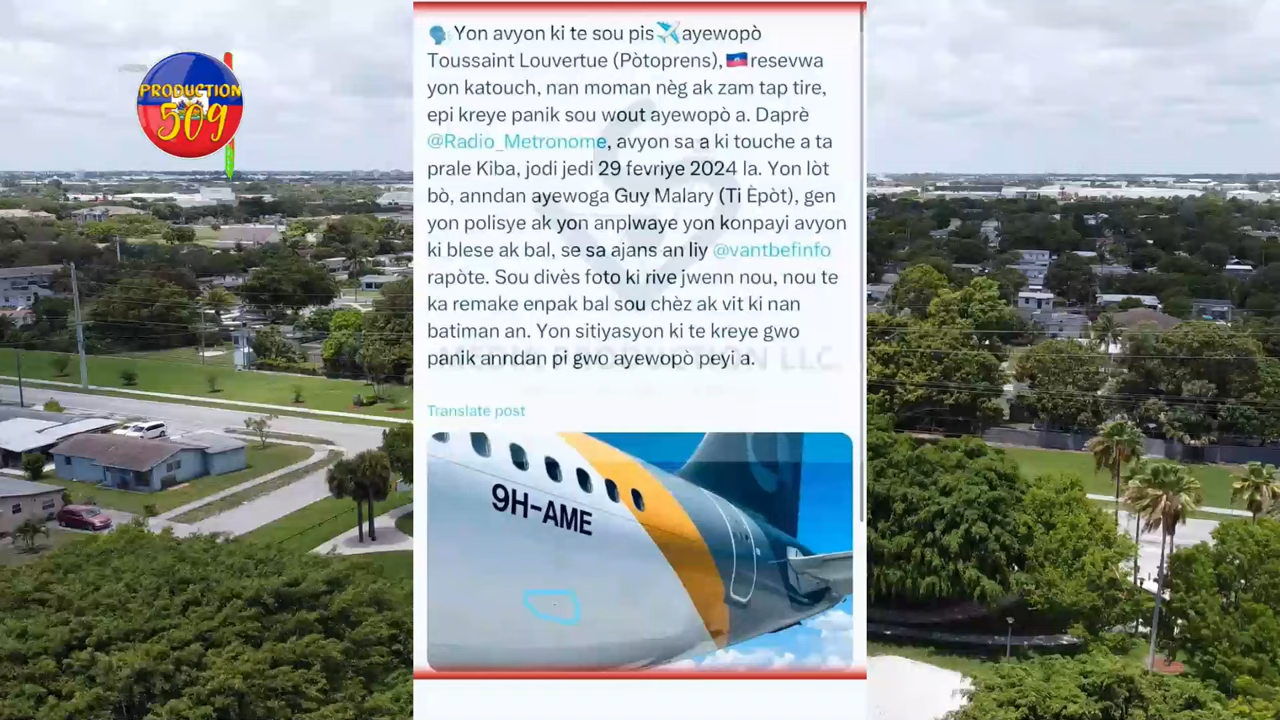 PRODUCTION
509
Yon avyon ki te sou pis✈️ayewopò
Toussaint Louvertue (Pòtoprens),🇭🇹resevwa
yon katouch, nan moman nèg ak zam tap tire,
epi kreye panik sou wout ayewopò a. Daprè
@Radio_Metronome, avyon sa a ki touche a ta
prale Kiba, jodi jedi 29 fevriye 2024 la. Yon lòt
bò, anndan ayewoga Guy Malary (Ti Èpòt), gen
yon polisye ak yon anplwaye yon konpayi avyon
ki blese ak bal, se sa ajans an liy @vantbefinfo
rapòte. Sou divès foto ki rive jwenn nou, nou te
ka remake enpak bal sou chèz ak vit ki nan
batiman an. Yon sitiyasyon ki te kreye gwo
panik anndan pi gwo ayewopò peyi a.
Translate post
9H-AME